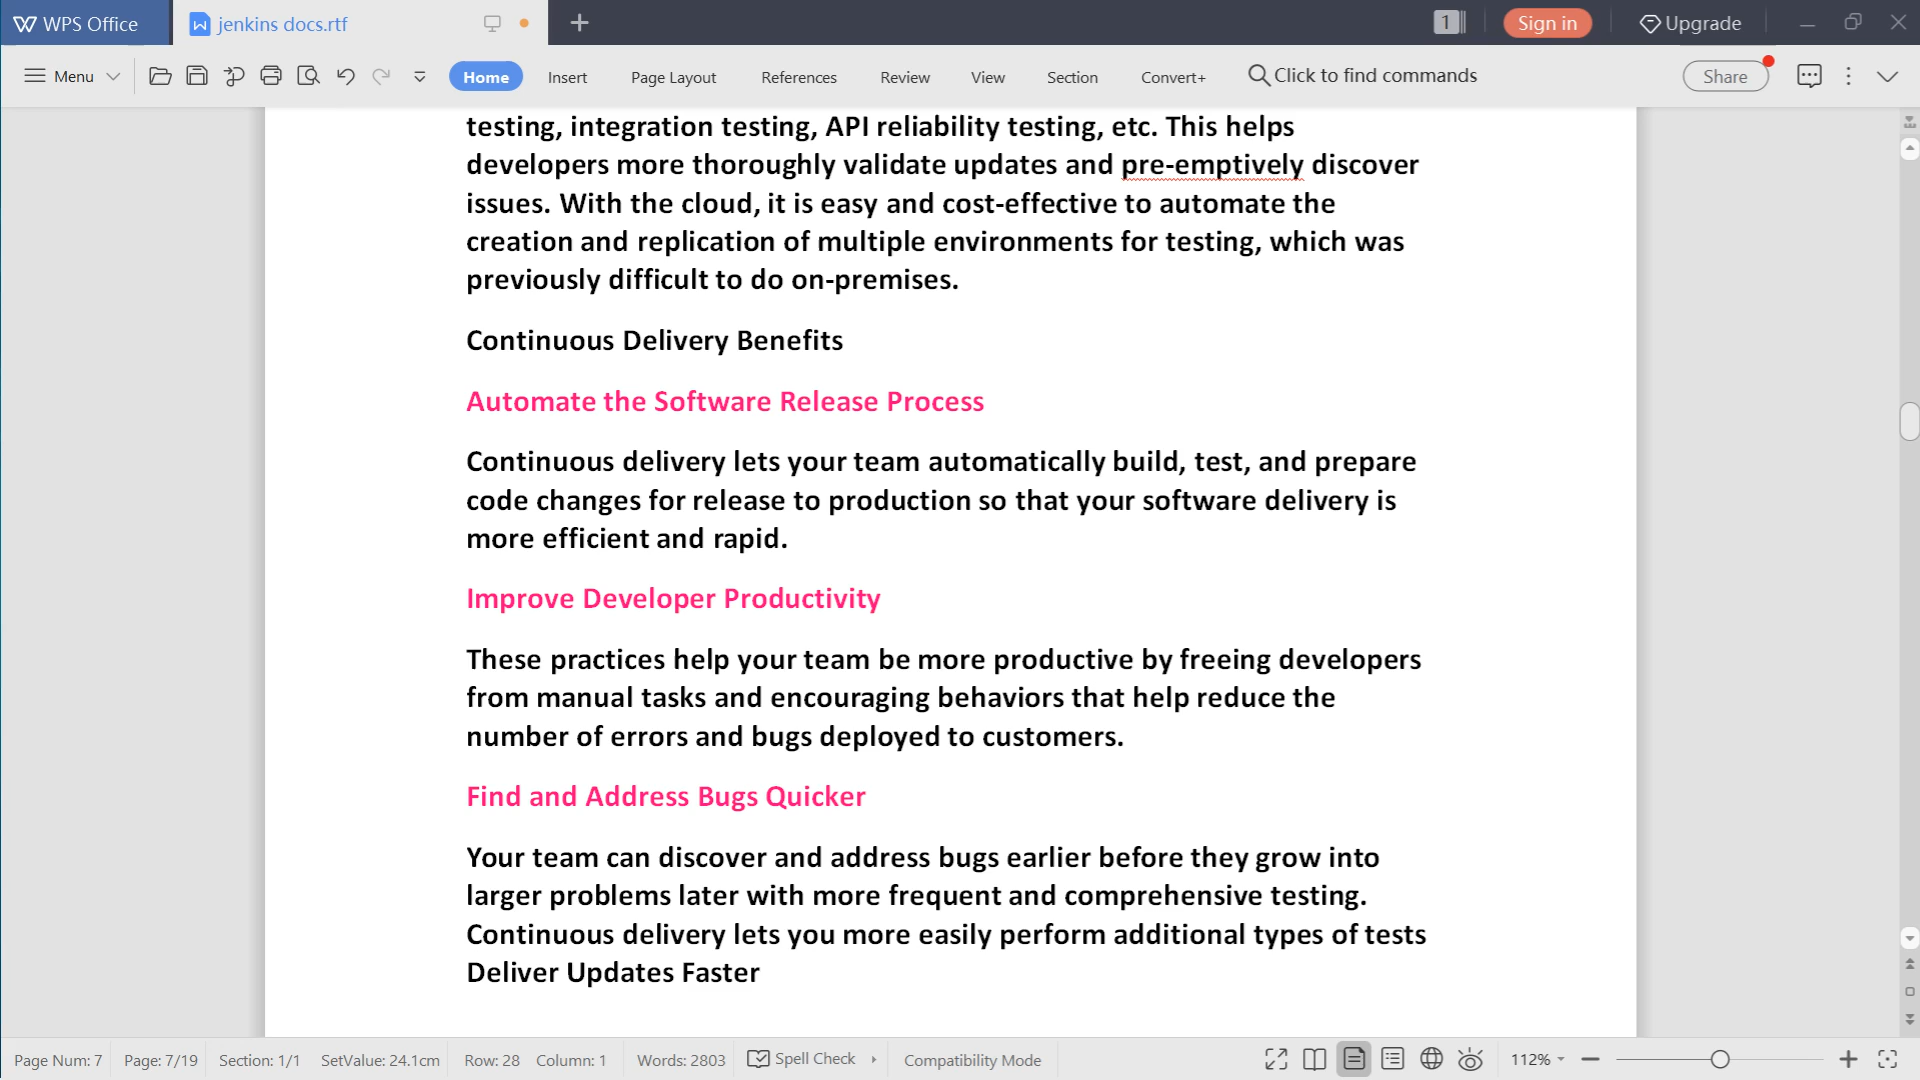 WPS Office
jenkins docs.rtf
1
Sign in
Upgrade
Menu
Home
Insert
Page Layout
References
Review
View
Section
Convert+
Click to find commands
Share
testing, integration testing, API reliability testing, etc. This helps
developers more thoroughly validate updates and pre-emptively discover
issues. With the cloud, it is easy and cost-effective to automate the
creation and replication of multiple environments for testing, which was
previously difficult to do on-premises.
Continuous Delivery Benefits
Automate the Software Release Process
Continuous delivery lets your team automatically build, test, and prepare
code changes for release to production so that your software delivery is
more efficient and rapid.
Improve Developer Productivity
These practices help your team be more productive by freeing developers
from manual tasks and encouraging behaviors that help reduce the
number of errors and bugs deployed to customers.
Find and Address Bugs Quicker
Your team can discover and address bugs earlier before they grow into
larger problems later with more frequent and comprehensive testing.
Continuous delivery lets you more easily perform additional types of tests
Deliver Updates Faster
Page Num: 7
Page: 7/19
Section: 1/1
SetValue: 24.1cm
Row: 28
Column: 1
Words: 2803
Spell Check
Compatibility Mode
112%